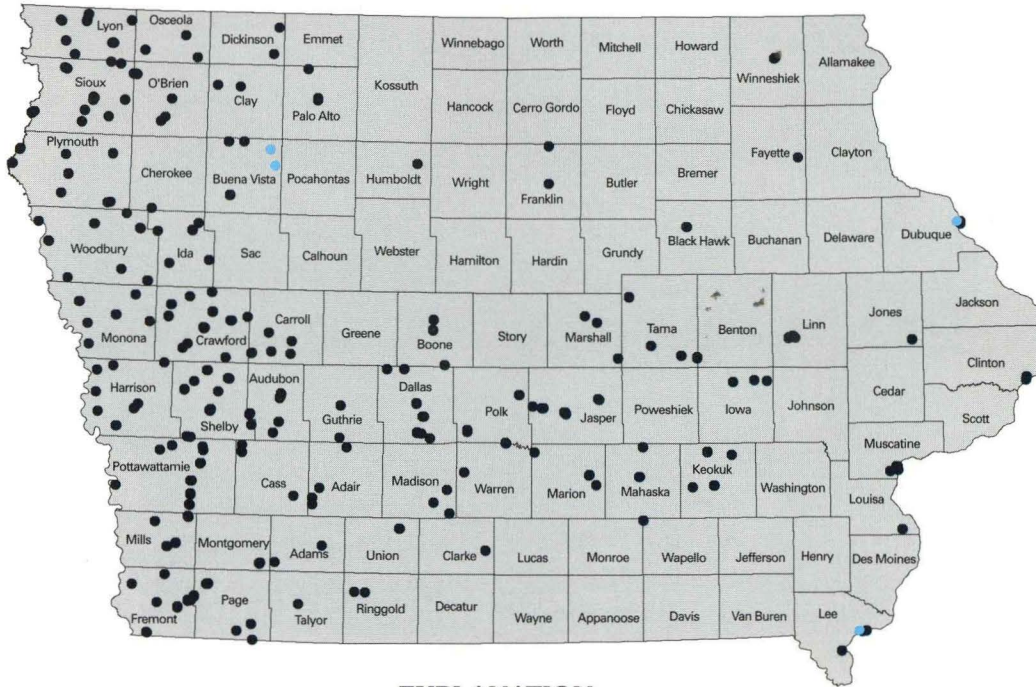 Lyon
Osceola
Dickinson
Emmet
Winnebago
Worth
Mitchell
Howard
Winneshiek
Allamakee
Sioux
O'Brien
Clay
Palo Alto
Kossuth
Hancock
Cerro Gordo
Floyd
Chickasaw
Plymouth
Cherokee
Buena Vista
Pocahontas
Humboldt
Wright
Franklin
Butler
Bremer
Fayette
Clayton
Woodbury
Ida
Sac
Calhoun
Webster
Hamilton
Hardin
Grundy
Black Hawk
Buchanan
Delaware
Dubuque
Monona
Crawford
Carroll
Greene
Boone
Story
Marshall
Tama
Benton
Linn
Jones
Jackson
Clinton
Harrison
Shelby
Audubon
Guthrie
Dallas
Polk
Jasper
Poweshiek
Iowa
Johnson
Cedar
Scott
Muscatine
Pottawattamie
Cass
Adair
Madison
Warren
Marion
Mahaska
Keokuk
Washington
Louisa
Mills
Montgomery
Adams
Union
Clarke
Lucas
Monroe
Wapello
Jefferson
Henry
Des Moines
Fremont
Page
Talyor
Ringgold
Decatur
Wayne
Appanoose
Davis
Van Buren
Lee
EXPLANATION